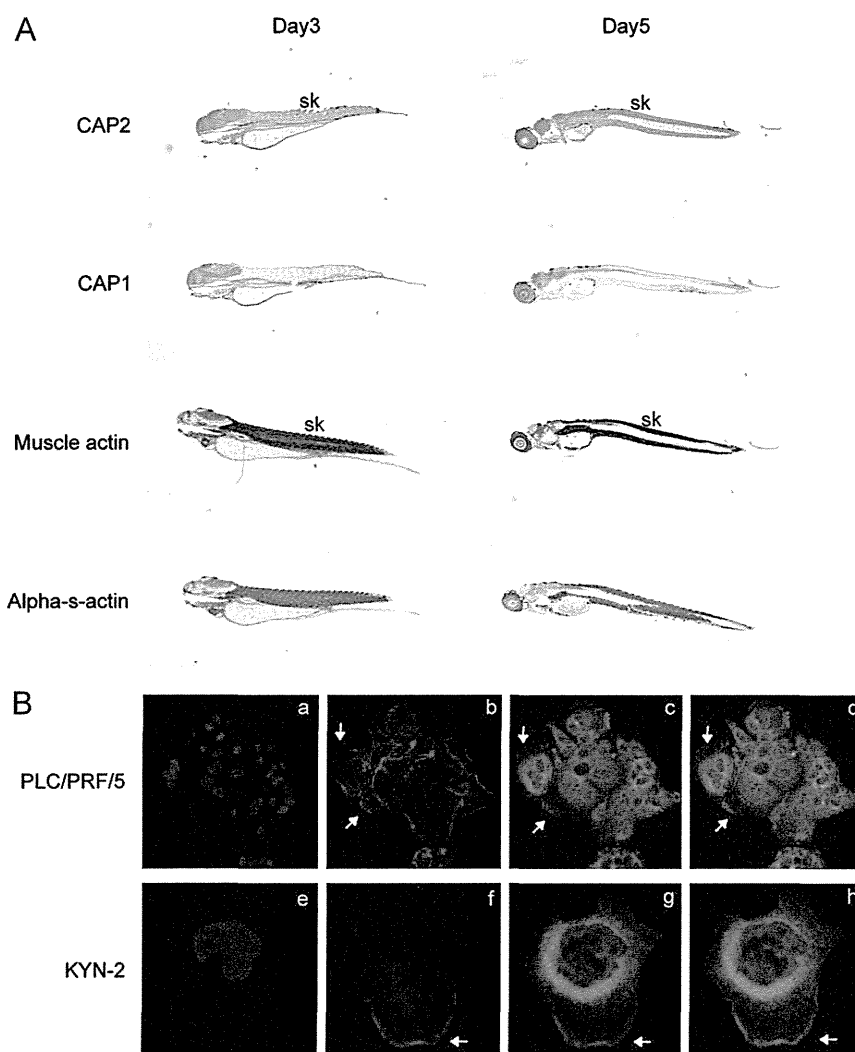 A
Day3
Day5
CAP2
sk
sk
CAP1
Muscle actin
sk
sk
Alpha-s-actin
B
PLC/PRF/5
a
b
c
d
KYN-2
e
f
g
h